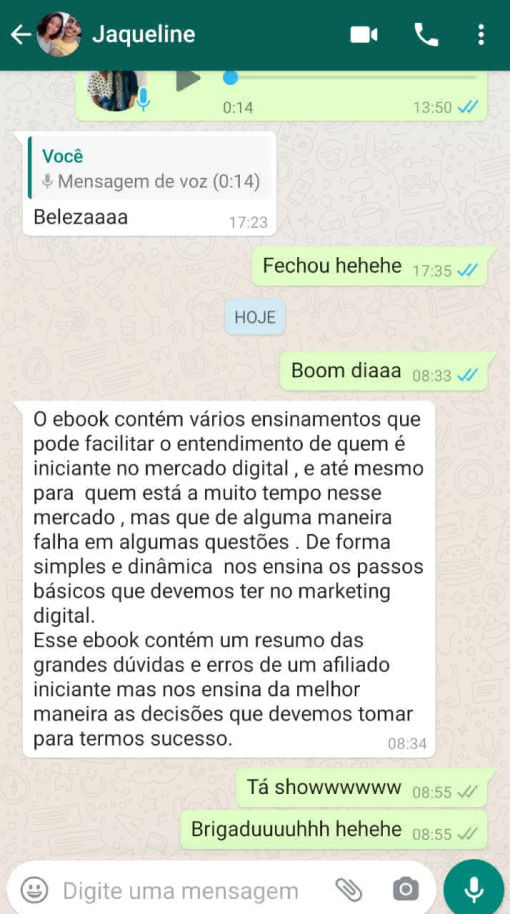 Jaqueline
0:14
13:50
Você
Mensagem de voz (0:14)
Belezaaaa
17:23
Fechou hehehe 17:35
HOJE
Boom diaaa 08:33
O ebook contém vários ensinamentos que
pode facilitar o entendimento de quem é
iniciante no mercado digital , e até mesmo
para  quem está a muito tempo nesse
mercado , mas que de alguma maneira
falha em algumas questões . De forma
simples e dinâmica  nos ensina os passos
básicos que devemos ter no marketing
digital.
Esse ebook contém um resumo das
grandes dúvidas e erros de um afiliado
iniciante mas nos ensina da melhor
maneira as decisões que devemos tomar
para termos sucesso.
08:34
Tá showwwwww 08:55
Brigaduuuuhhh hehehe 08:55
Digite uma mensagem